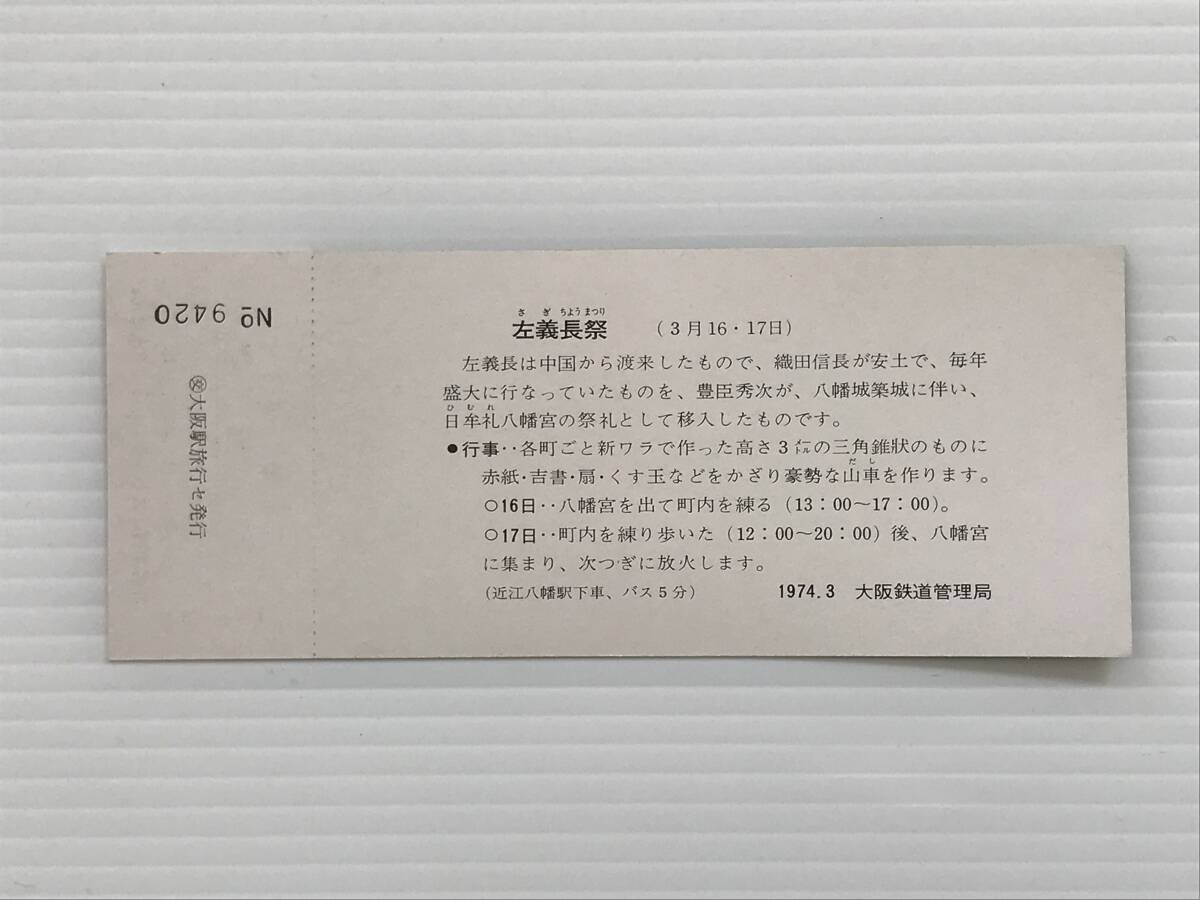 № 9420
㊛大阪駅旅行セ発行
さ ぎ ちようまつり
左義長祭 (3月16・17日)
左義長は中国から渡来したもので、織田信長が安土で、毎年
盛大に行なっていたものを、豊臣秀次が、八幡城築城に伴い、
ひむれ
日牟礼八幡宮の祭礼として移入したものです。
●行事‥各町ごと新ワラで作った高さ3㍍の三角錐状のものに
だし
赤紙・吉書・扇・くす玉などをかざり豪勢な山車を作ります。
○16日‥八幡宮を出て町内を練る(13:00〜17:00)。
○17日‥町内を練り歩いた(12:00〜20:00)後、八幡宮
に集まり、次つぎに放火します。
(近江八幡駅下車、バス5分) 1974.3 大阪鉄道管理局